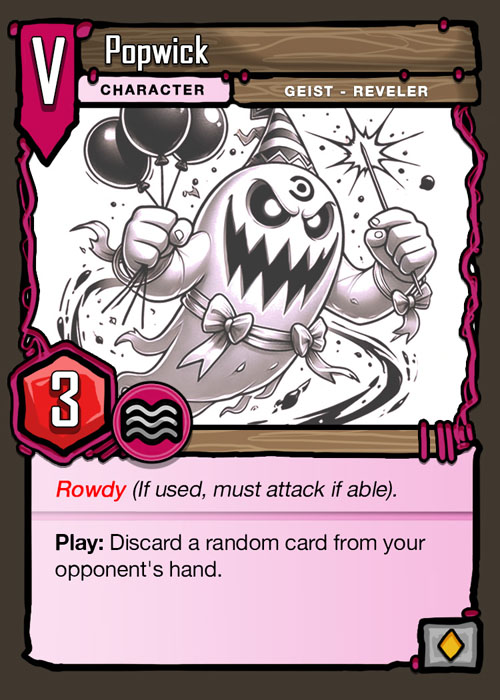 V
Popwick
CHARACTER
GEIST - REVELER
3
Rowdy (If used, must attack if able).
Play: Discard a random card from your
opponent's hand.